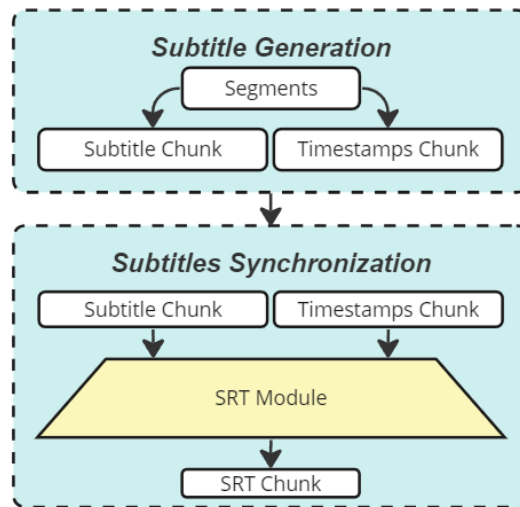 Subtitle Generation
Segments
Subtitle Chunk
Timestamps Chunk
Subtitles Synchronization
Subtitle Chunk
Timestamps Chunk
SRT Module
SRT Chunk